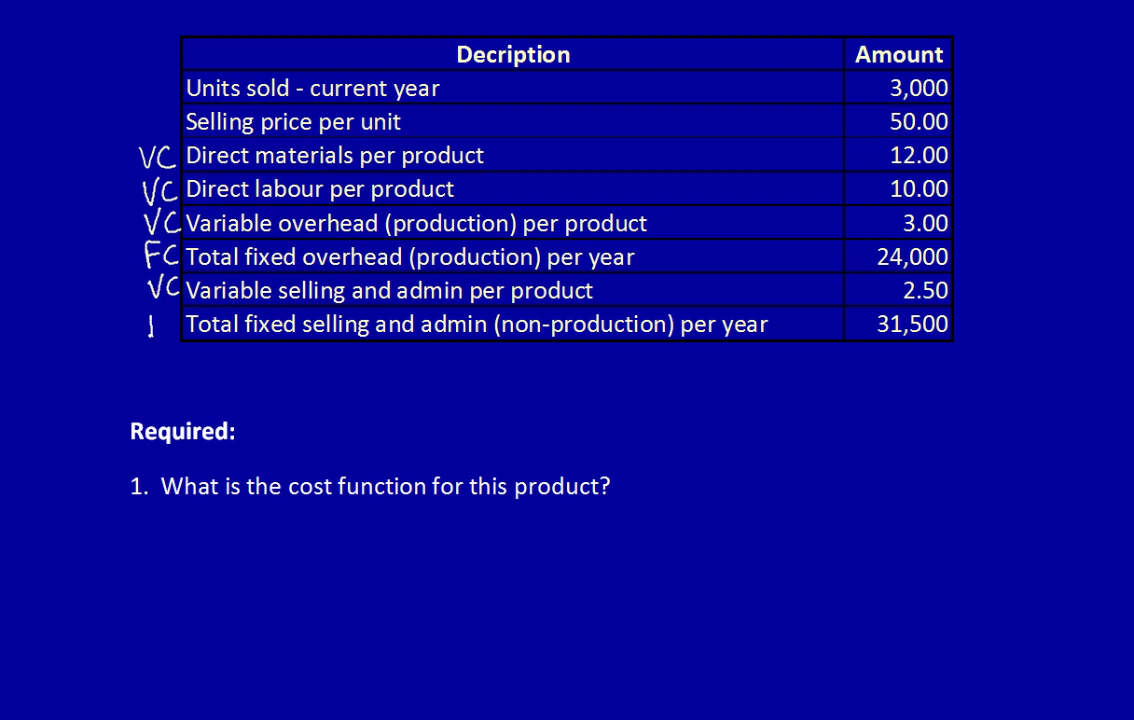 Decription Amount
Units sold - current year 3,000
Selling price per unit 50.00
VC Direct materials per product 12.00
VC Direct labour per product 10.00
VC Variable overhead (production) per product 3.00
FC Total fixed overhead (production) per year 24,000
VC Variable selling and admin per product 2.50
Total fixed selling and admin (non-production) per year 31,500
Required:
1. What is the cost function for this product?